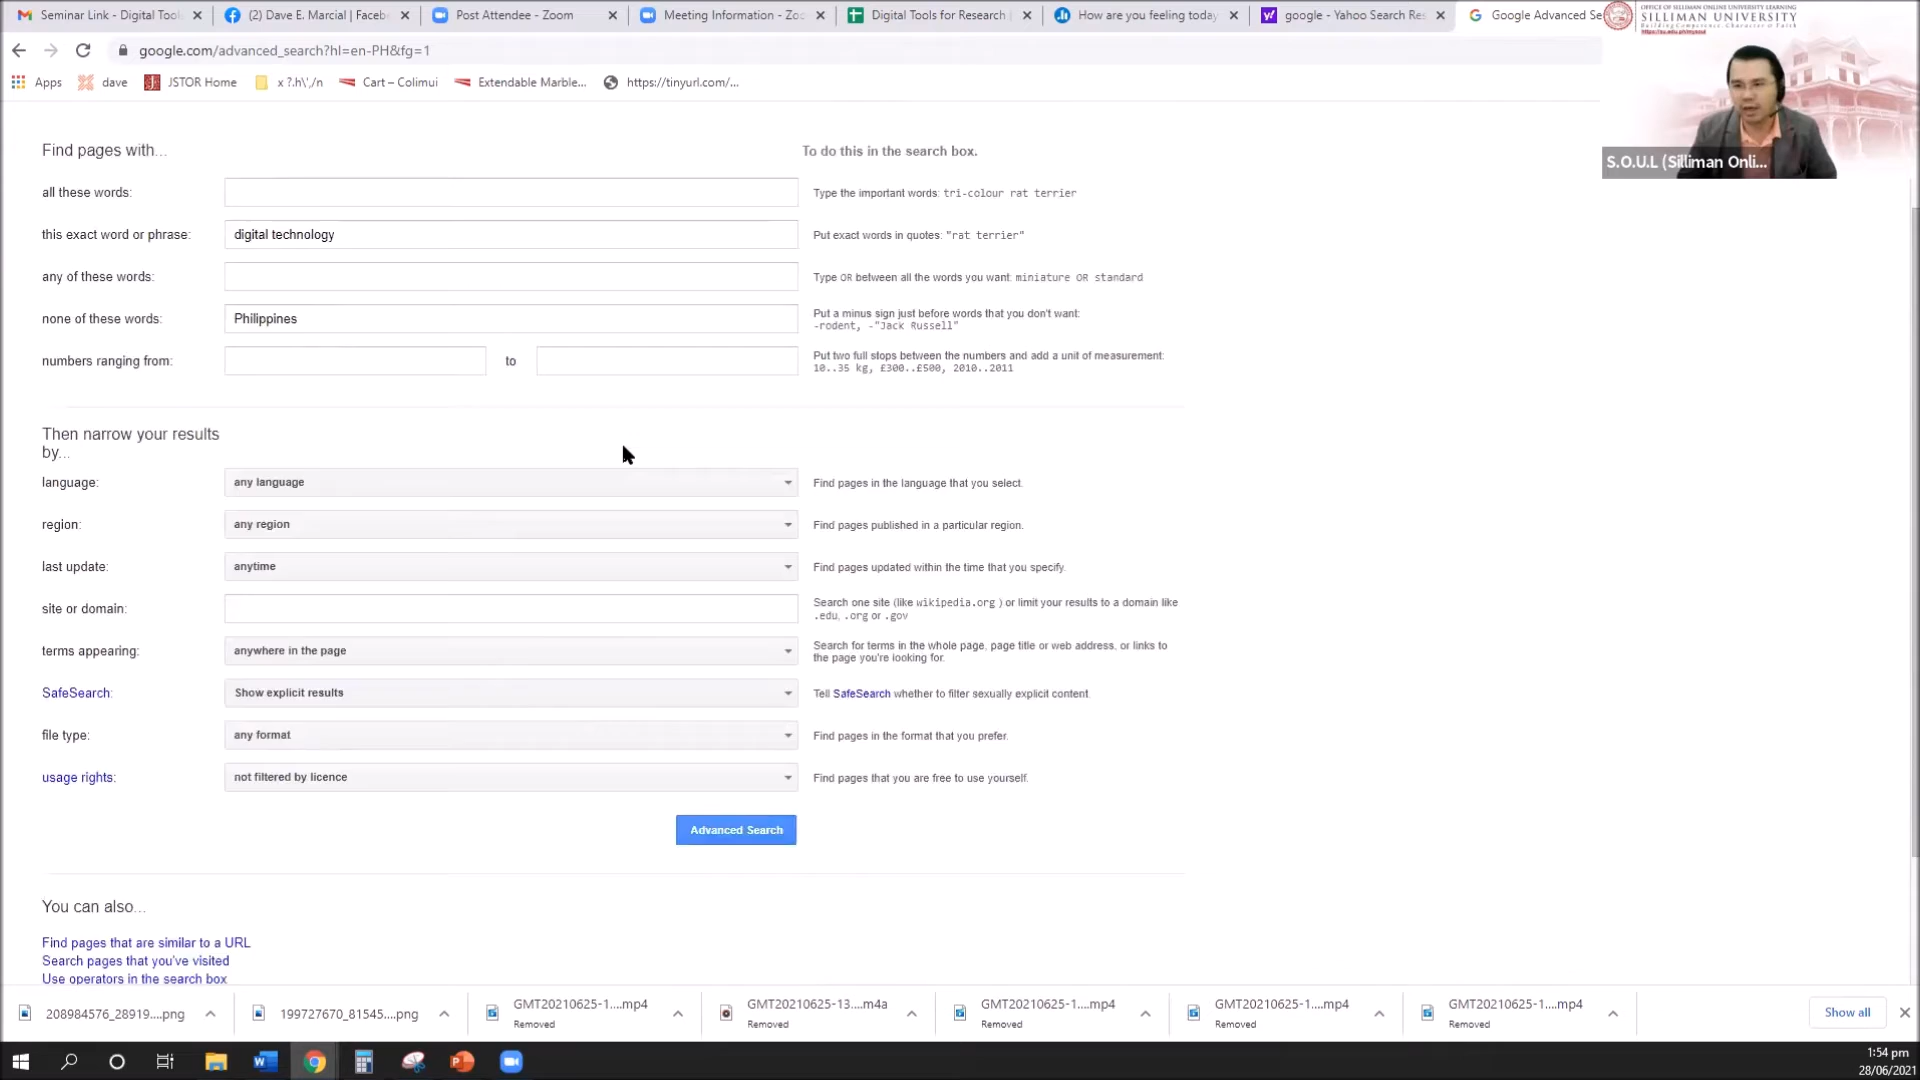 Seminar Link - Digital Tool
(2) Dave E. Marcial | Faceb
Post Attendee - Zoom
Meeting Information - Zoo
Digital Tools for Research
How are you feeling today
google - Yahoo Search Res
Google Advanced Se
OFFICE OF SILLIMAN ONLINE UNIVERSITY LEARNING
SILLIMAN UNIVERSITY
Building Competence, Character & Faith
google.com/advanced_search?hl=en-PH&fg=1
Apps
dave
JSTOR Home
x ?.h\',/n
Cart – Colimui
Extendable Marble...
https://tinyurl.com/...
S.O.U.L (Silliman Onli...
Find pages with...
To do this in the search box.
all these words:
Type the important words: tri-colour rat terrier
this exact word or phrase:
digital technology
Put exact words in quotes: "rat terrier"
any of these words:
Type OR between all the words you want: miniature OR standard
none of these words:
Philippines
Put a minus sign just before words that you don't want:
-rodent, -"Jack Russell"
numbers ranging from:
to
Put two full stops between the numbers and add a unit of measurement:
10..35 kg, £300..£500, 2010..2011
Then narrow your results
by...
language:
any language
Find pages in the language that you select.
region:
any region
Find pages published in a particular region.
last update:
anytime
Find pages updated within the time that you specify.
site or domain:
Search one site (like wikipedia.org ) or limit your results to a domain like
.edu, .org or .gov
terms appearing:
anywhere in the page
Search for terms in the whole page, page title or web address, or links to
the page you're looking for.
SafeSearch:
Show explicit results
Tell SafeSearch whether to filter sexually explicit content.
file type:
any format
Find pages in the format that you prefer.
usage rights:
not filtered by licence
Find pages that you are free to use yourself.
Advanced Search
You can also...
Find pages that are similar to a URL
Search pages that you've visited
Use operators in the search box
208984576_28919....png
199727670_81545....png
GMT20210625-1....mp4
Removed
GMT20210625-13....m4a
Removed
GMT20210625-1....mp4
Removed
GMT20210625-1....mp4
Removed
GMT20210625-1....mp4
Removed
Show all
1:54 pm
28/06/2021